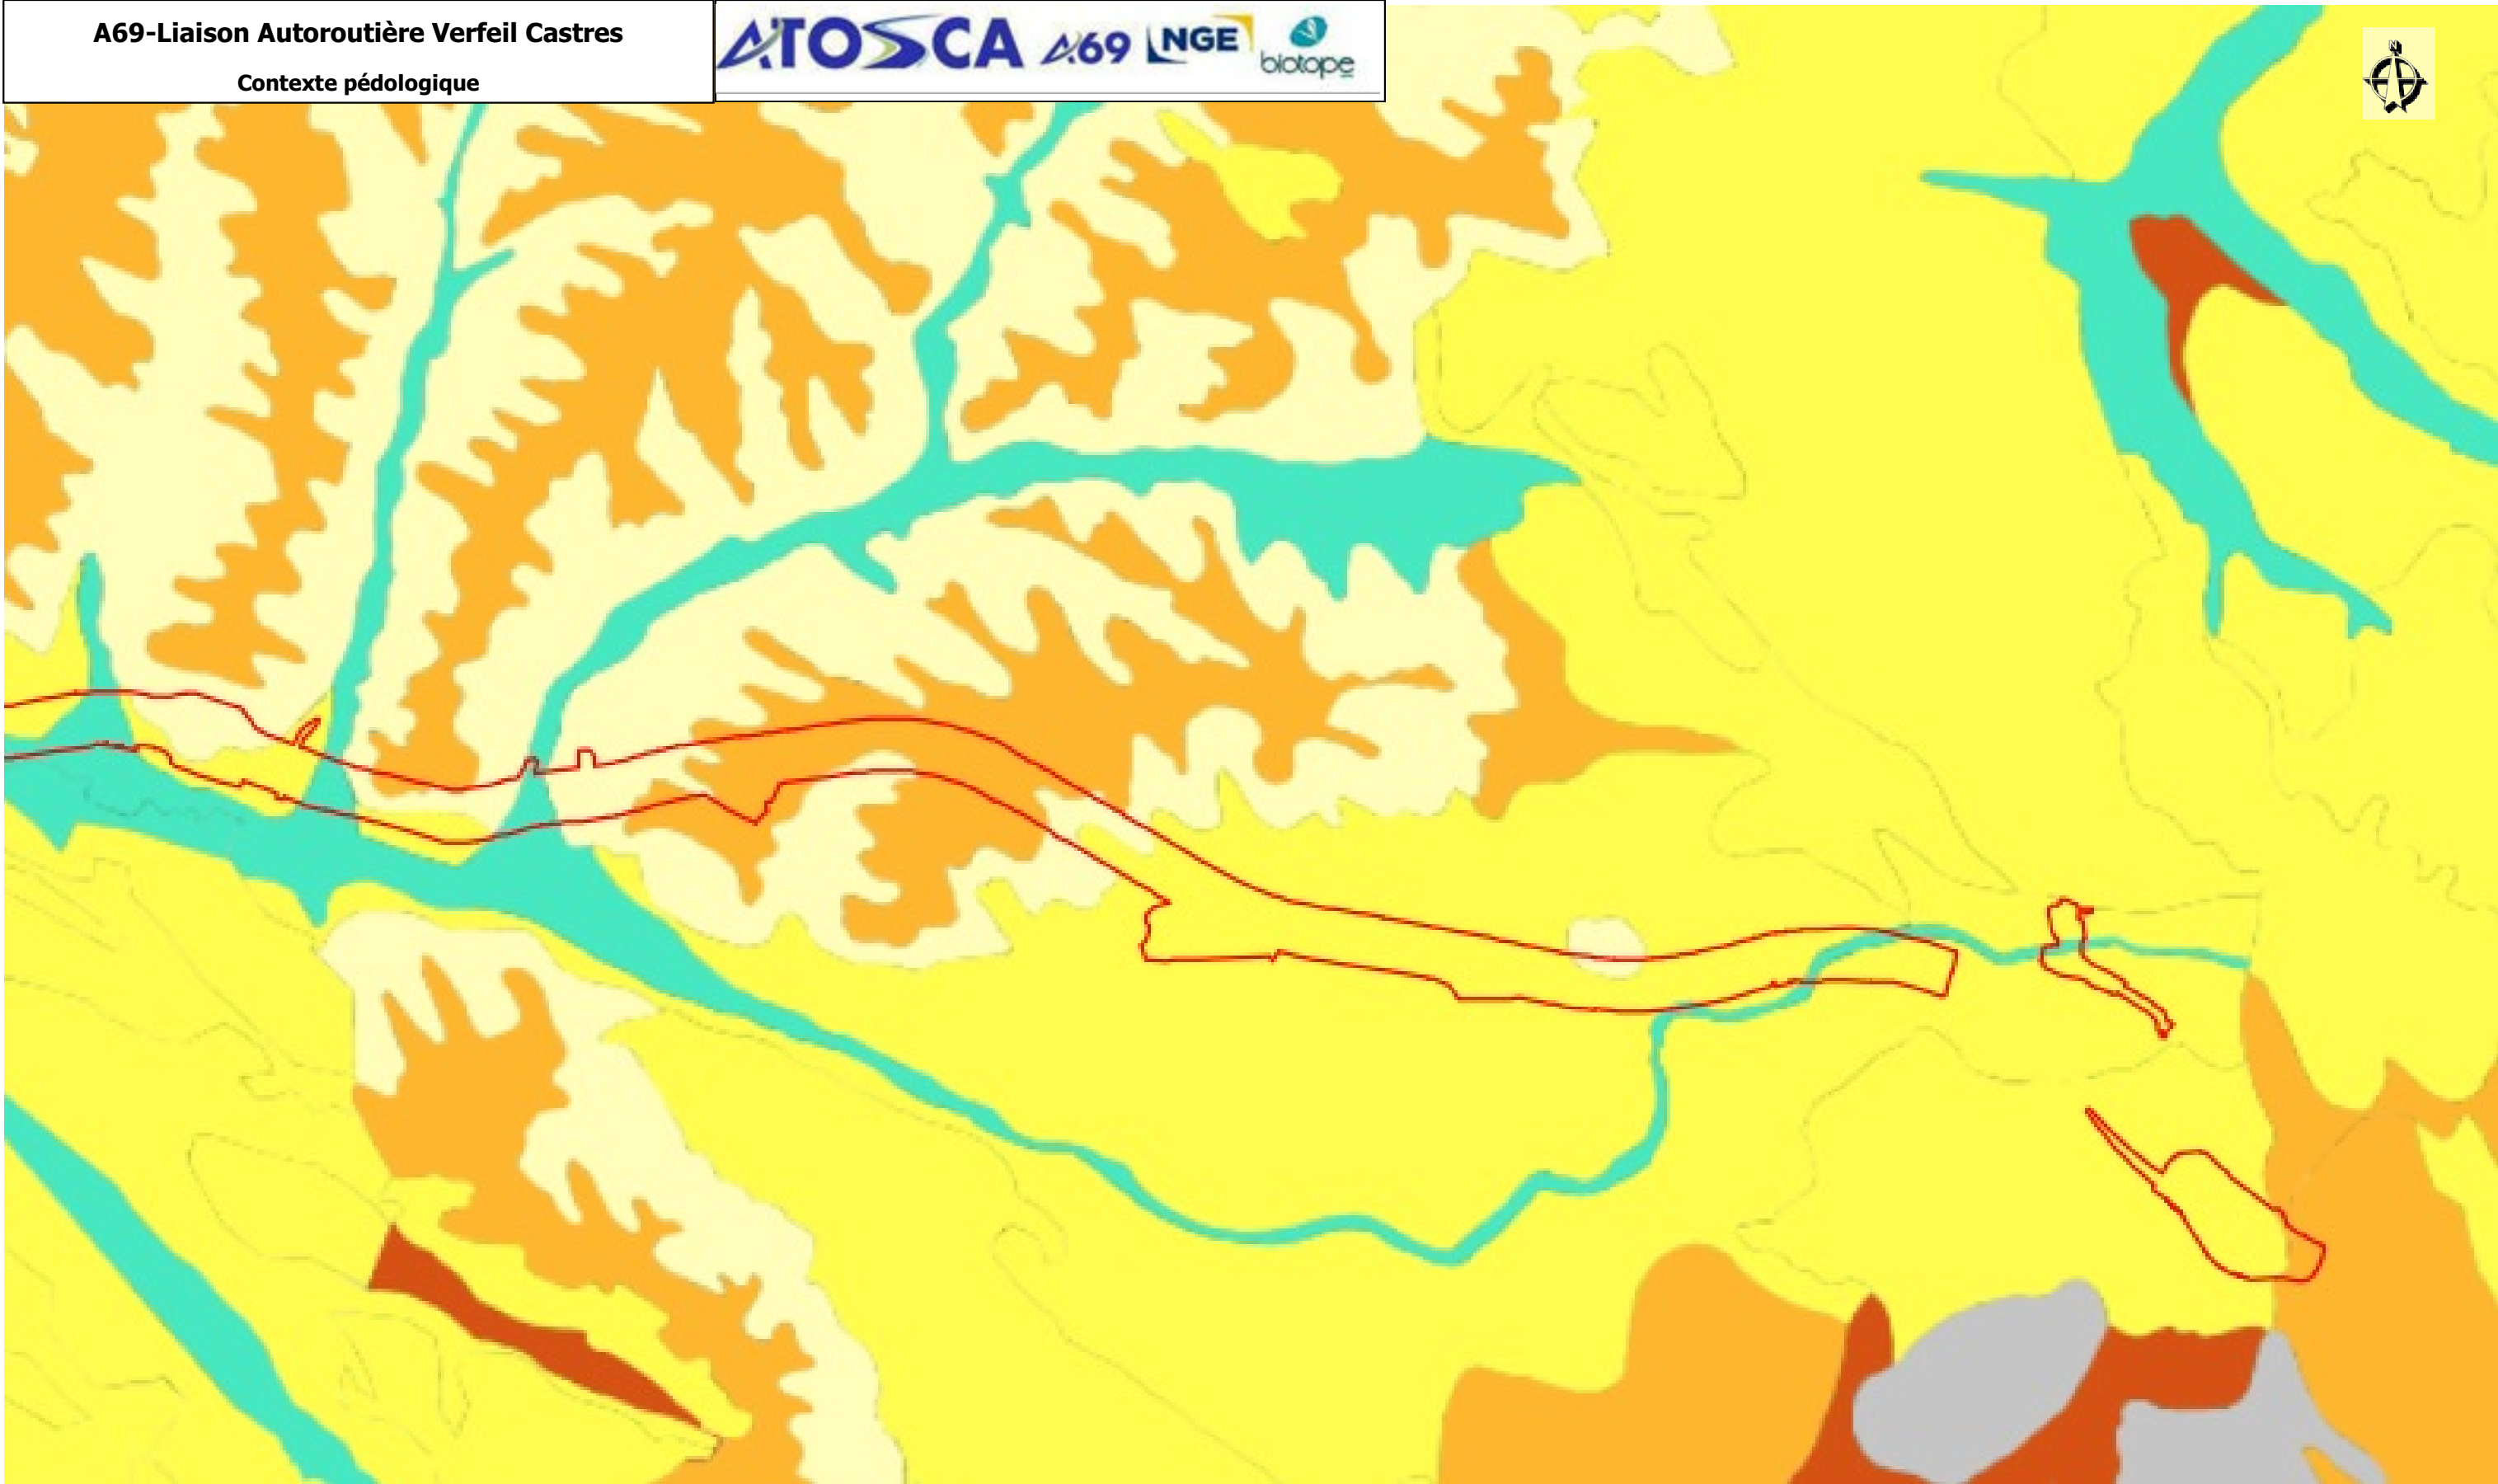 A69-Liaison Autoroutière Verfeil Castres
Contexte pédologique
ATOSCA A69 NGE biotope
N